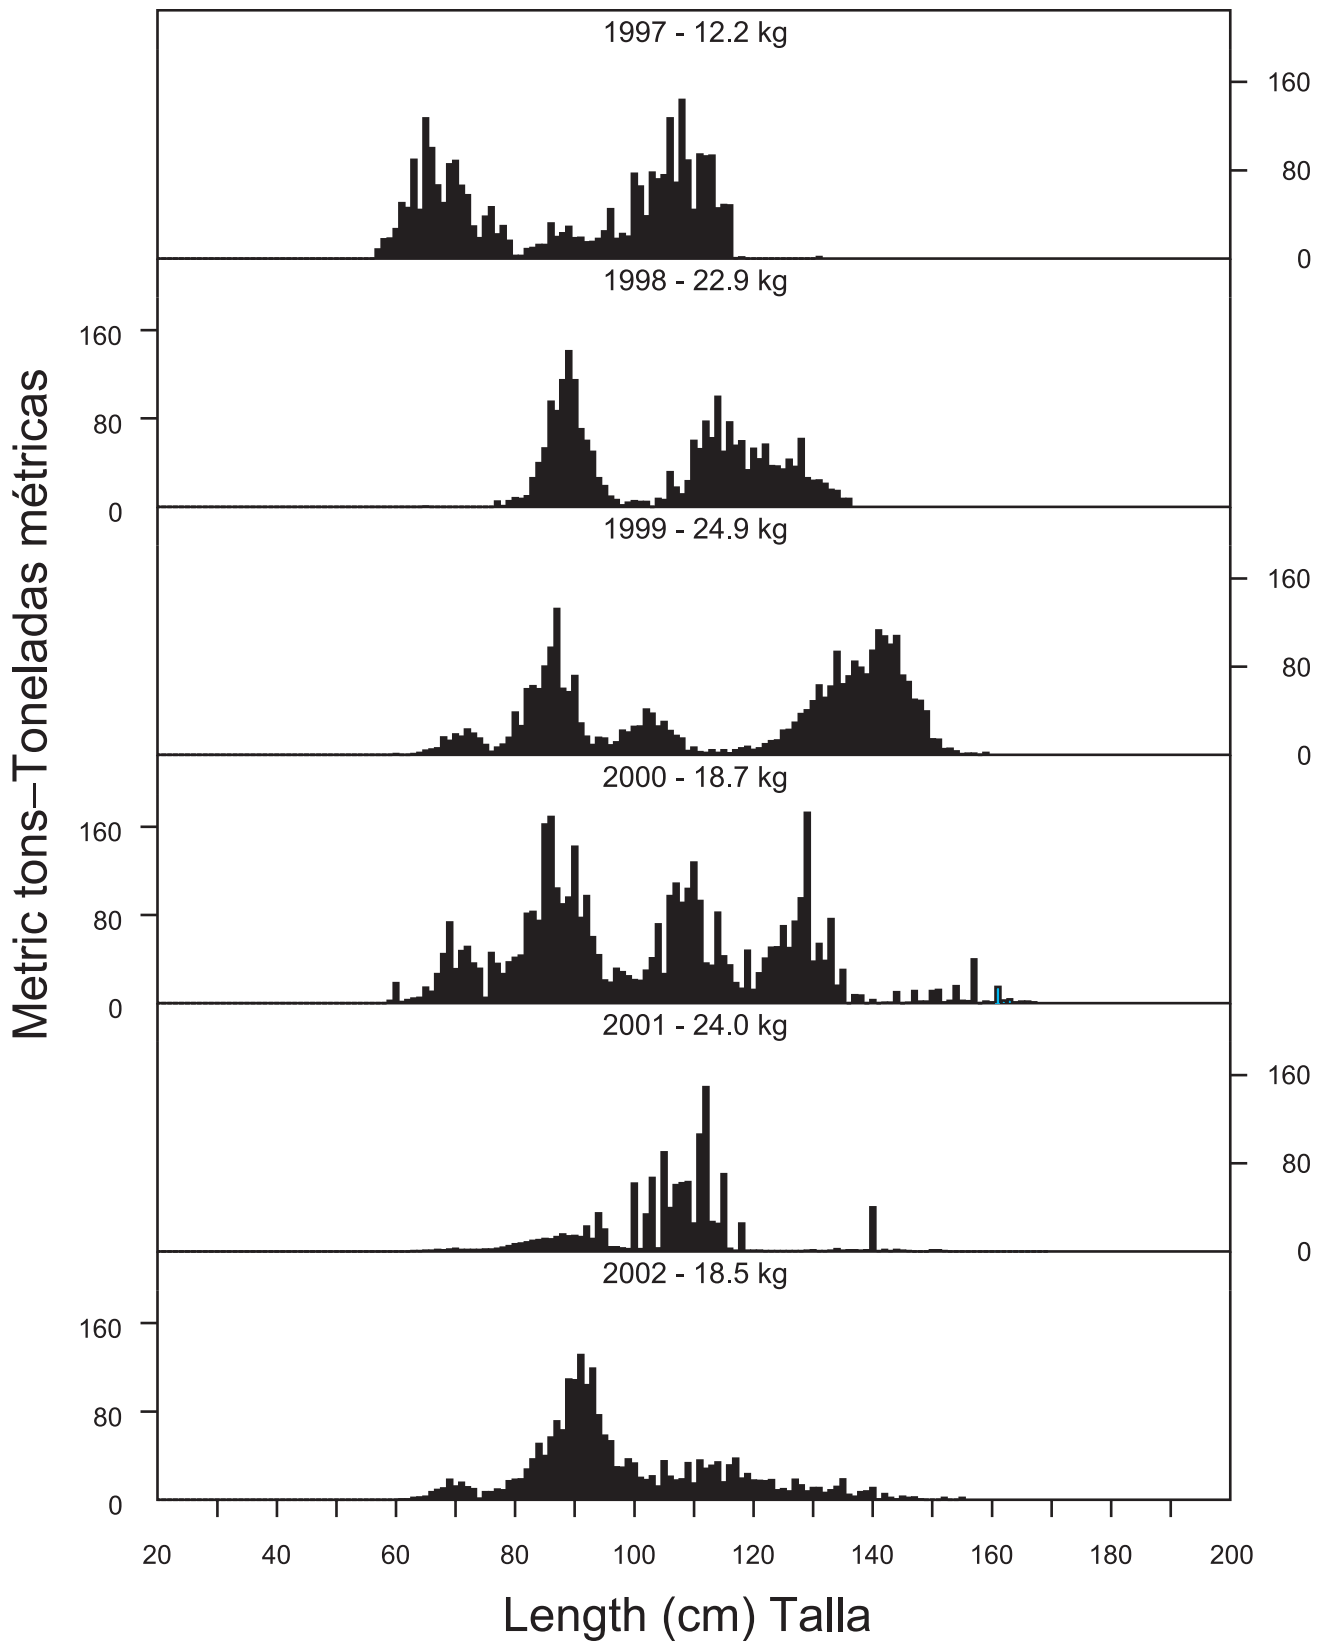 1997 - 12.2 kg
160
80
0
1998 - 22.9 kg
160
80
0
1999 - 24.9 kg
160
80
0
2000 - 18.7 kg
160
80
0
2001 - 24.0 kg
160
80
0
2002 - 18.5 kg
160
80
0
Metric tons–Toneladas métricas
20 40 60 80 100 120 140 160 180 200
Length (cm) Talla